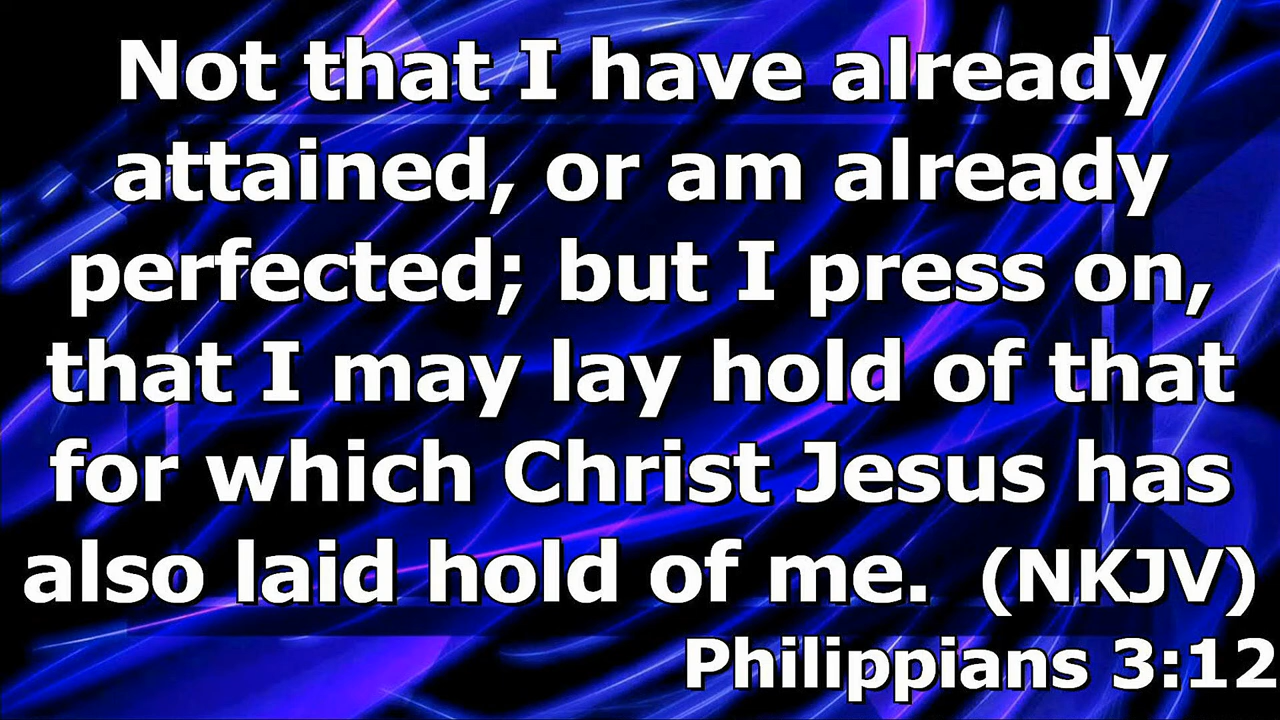 Not that I have already
attained, or am already
perfected; but I press on,
that I may lay hold of that
for which Christ Jesus has
also laid hold of me. (NKJV)
Philippians 3:12